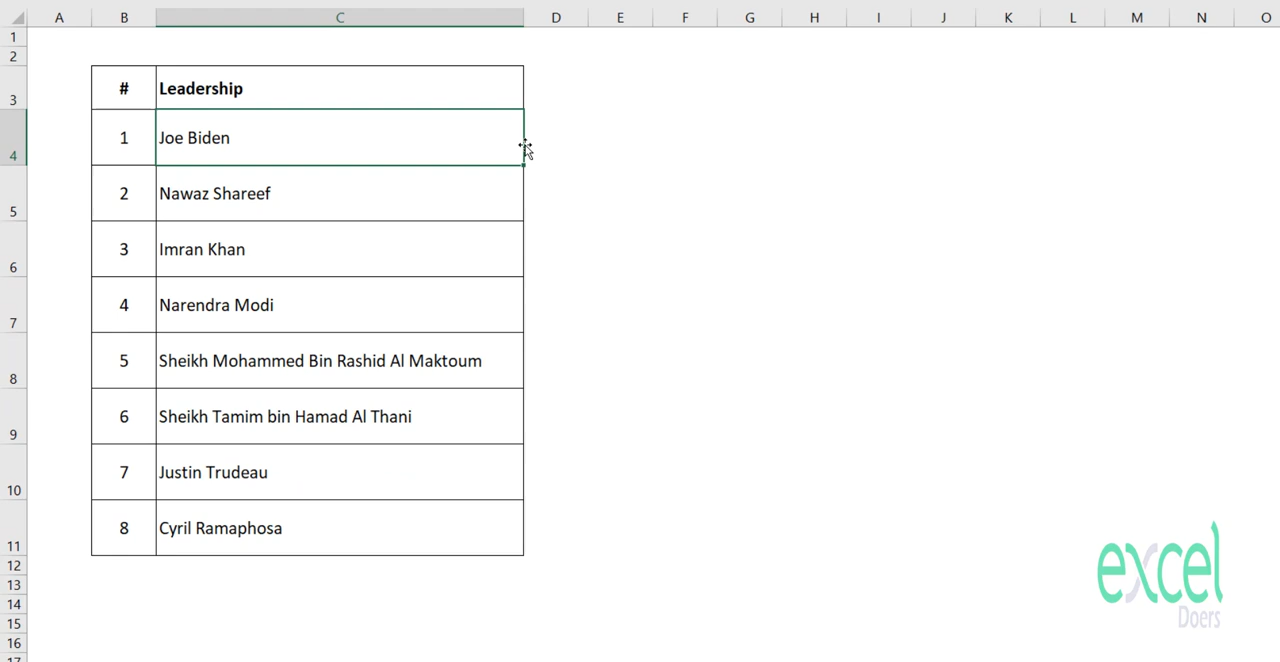 A B C D E F G H I J K L M N O
1
2
3 # Leadership
4 1 Joe Biden
5 2 Nawaz Shareef
6 3 Imran Khan
7 4 Narendra Modi
8 5 Sheikh Mohammed Bin Rashid Al Maktoum
9 6 Sheikh Tamim bin Hamad Al Thani
10 7 Justin Trudeau
11 8 Cyril Ramaphosa
12
13
14
15
16
17
excel
Doers